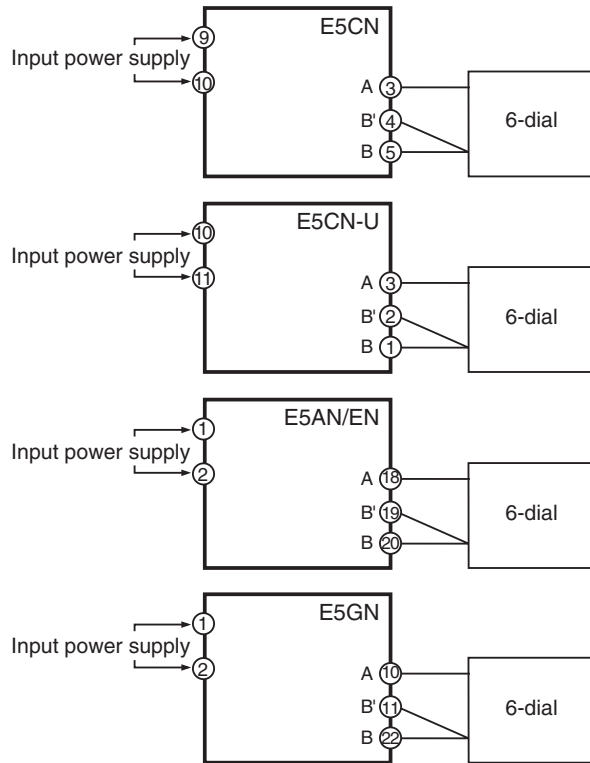 E5CN
9
Input power supply
10
A 3
B' 4
B 5
6-dial
E5CN-U
10
Input power supply
11
A 3
B' 2
B 1
6-dial
E5AN/EN
1
Input power supply
2
A 18
B' 19
B 20
6-dial
E5GN
1
Input power supply
2
A 10
B' 11
B 22
6-dial